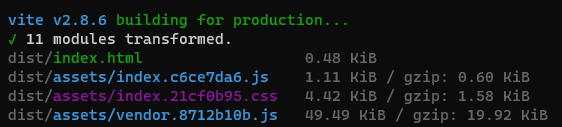 vite v2.8.6 building for production...
✓ 11 modules transformed.
dist/index.html 0.48 KiB
dist/assets/index.c6ce7da6.js 1.11 KiB / gzip: 0.60 KiB
dist/assets/index.21cf0b95.css 4.42 KiB / gzip: 1.58 KiB
dist/assets/vendor.8712b10b.js 49.49 KiB / gzip: 19.92 KiB